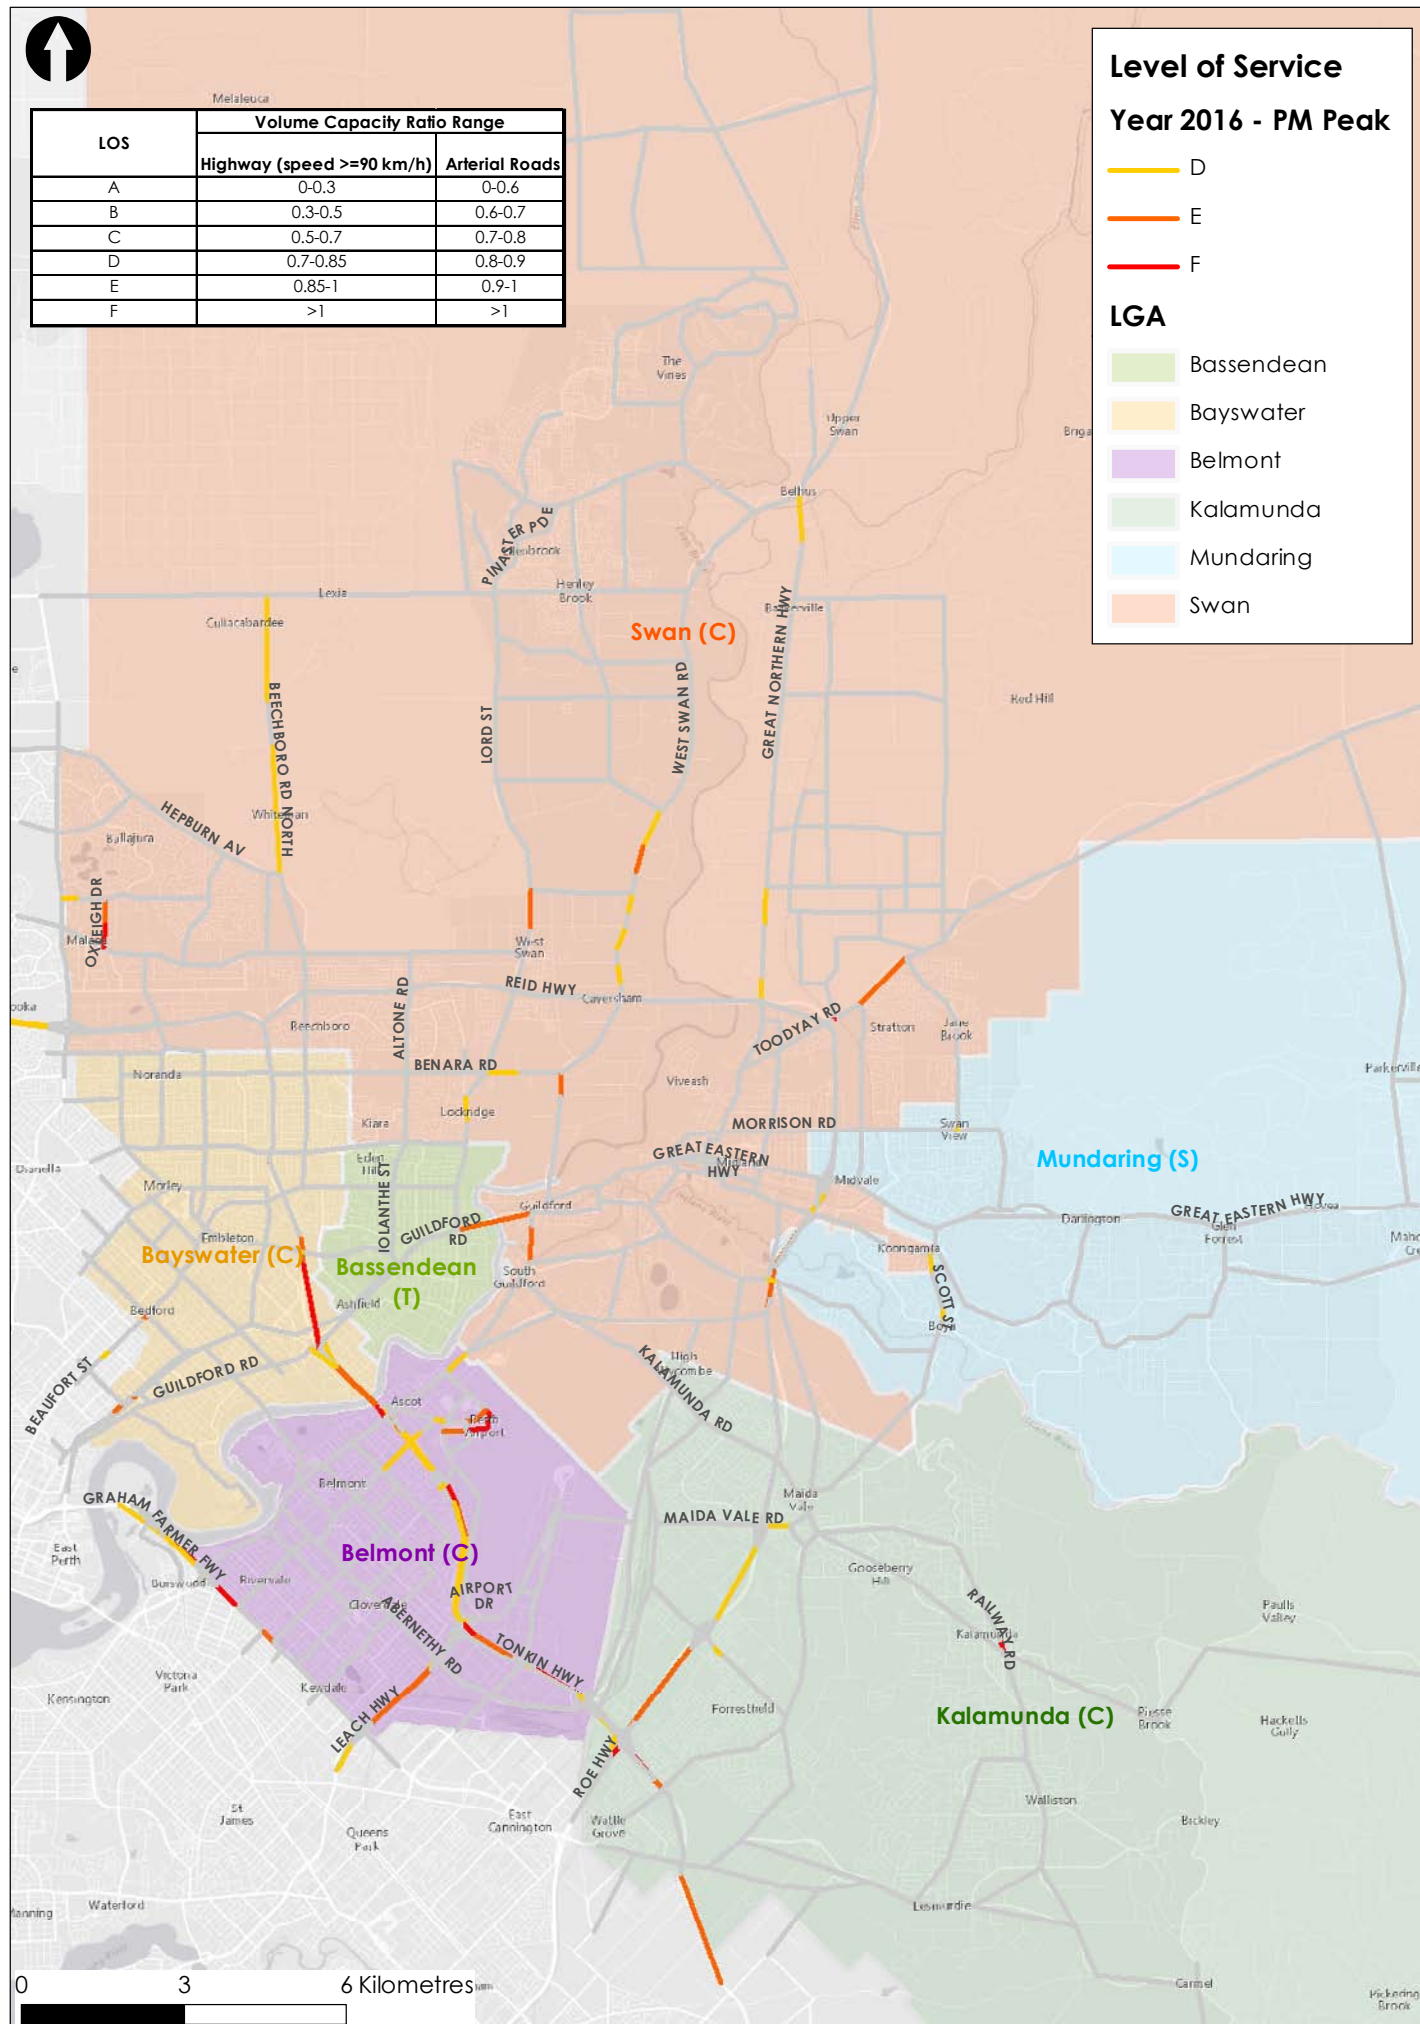 Level of Service
Year 2016 - PM Peak
D
E
F
LGA
Bassendean
Bayswater
Belmont
Kalamunda
Mundaring
Swan
LOS
Volume Capacity Ratio Range
Highway (speed >=90 km/h) Arterial Roads
A 0-0.3 0-0.6
B 0.3-0.5 0.6-0.7
C 0.5-0.7 0.7-0.8
D 0.7-0.85 0.8-0.9
E 0.85-1 0.9-1
F >1 >1
Melaleuca
The
Vines
Upper
Swan
Belhus
PINASTER PDE
Henley
Brook
Lexia
Cullacabardee
Swan (C)
GREAT NORTHERN HWY
WEST SWAN RD
LORD ST
BEECHBORO RD NORTH
Red Hill
HEPBURN AV
Ballajura
OXLEIGH DR
West
Swan
REID HWY
Caversham
ALTONE RD
Beechboro
TOODYAY RD
Stratton
Jane
Brook
Noranda
BENARA RD
Viveash
Parkerville
Lockridge
Kiara
MORRISON RD
Swan
View
GREAT EASTERN
HWY
Midvale
Mundaring (S)
Dianella
Morley
Eden
Hill
IOLANTHE ST
GUILDFORD
RD
Guildford
Darlington
GREAT EASTERN HWY
Glen
Forrest
Embleton
Bayswater (C)
Bassendean
(T)
South
Guildford
Koongamia
SCOTT ST
Boya
Ashfield
Bedford
BEAUFORT ST
GUILDFORD RD
KALAMUNDA RD
High
Wycombe
Ascot
Perth
Airport
Belmont
GRAHAM FARMER FWY
East
Perth
Burswood
Rivervale
Belmont (C)
Maida
Vale
MAIDA VALE RD
Gooseberry
Hill
AIRPORT
DR
Cloverdale
ABERNETHY RD
TONKIN HWY
RAILWAY RD
Kalamunda
Paulls
Valley
Victoria
Park
Kensington
Kewdale
LEACH HWY
Forrestfield
Kalamunda (C)
Piesse
Brook
Hacketts
Gully
ROE HWY
St
James
Queens
Park
East
Cannington
Wattle
Grove
Walliston
Bickley
Waterford
Manning
Lesmurdie
Carmel
Pickering
Brook
0 3 6 Kilometres